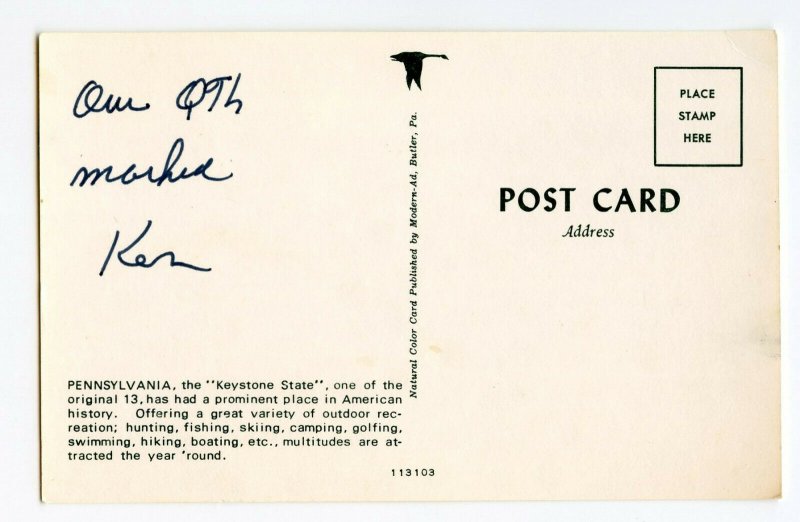 Our QTH
marked
Ken
PENNSYLVANIA, the "Keystone State", one of the
original 13, has had a prominent place in American
history. Offering a great variety of outdoor rec-
reation; hunting, fishing, skiing, camping, golfing,
swimming, hiking, boating, etc., multitudes are at-
tracted the year 'round.
Natural Color Card Published by Modern-Ad, Butler, Pa.
113103
PLACE
STAMP
HERE
POST CARD
Address